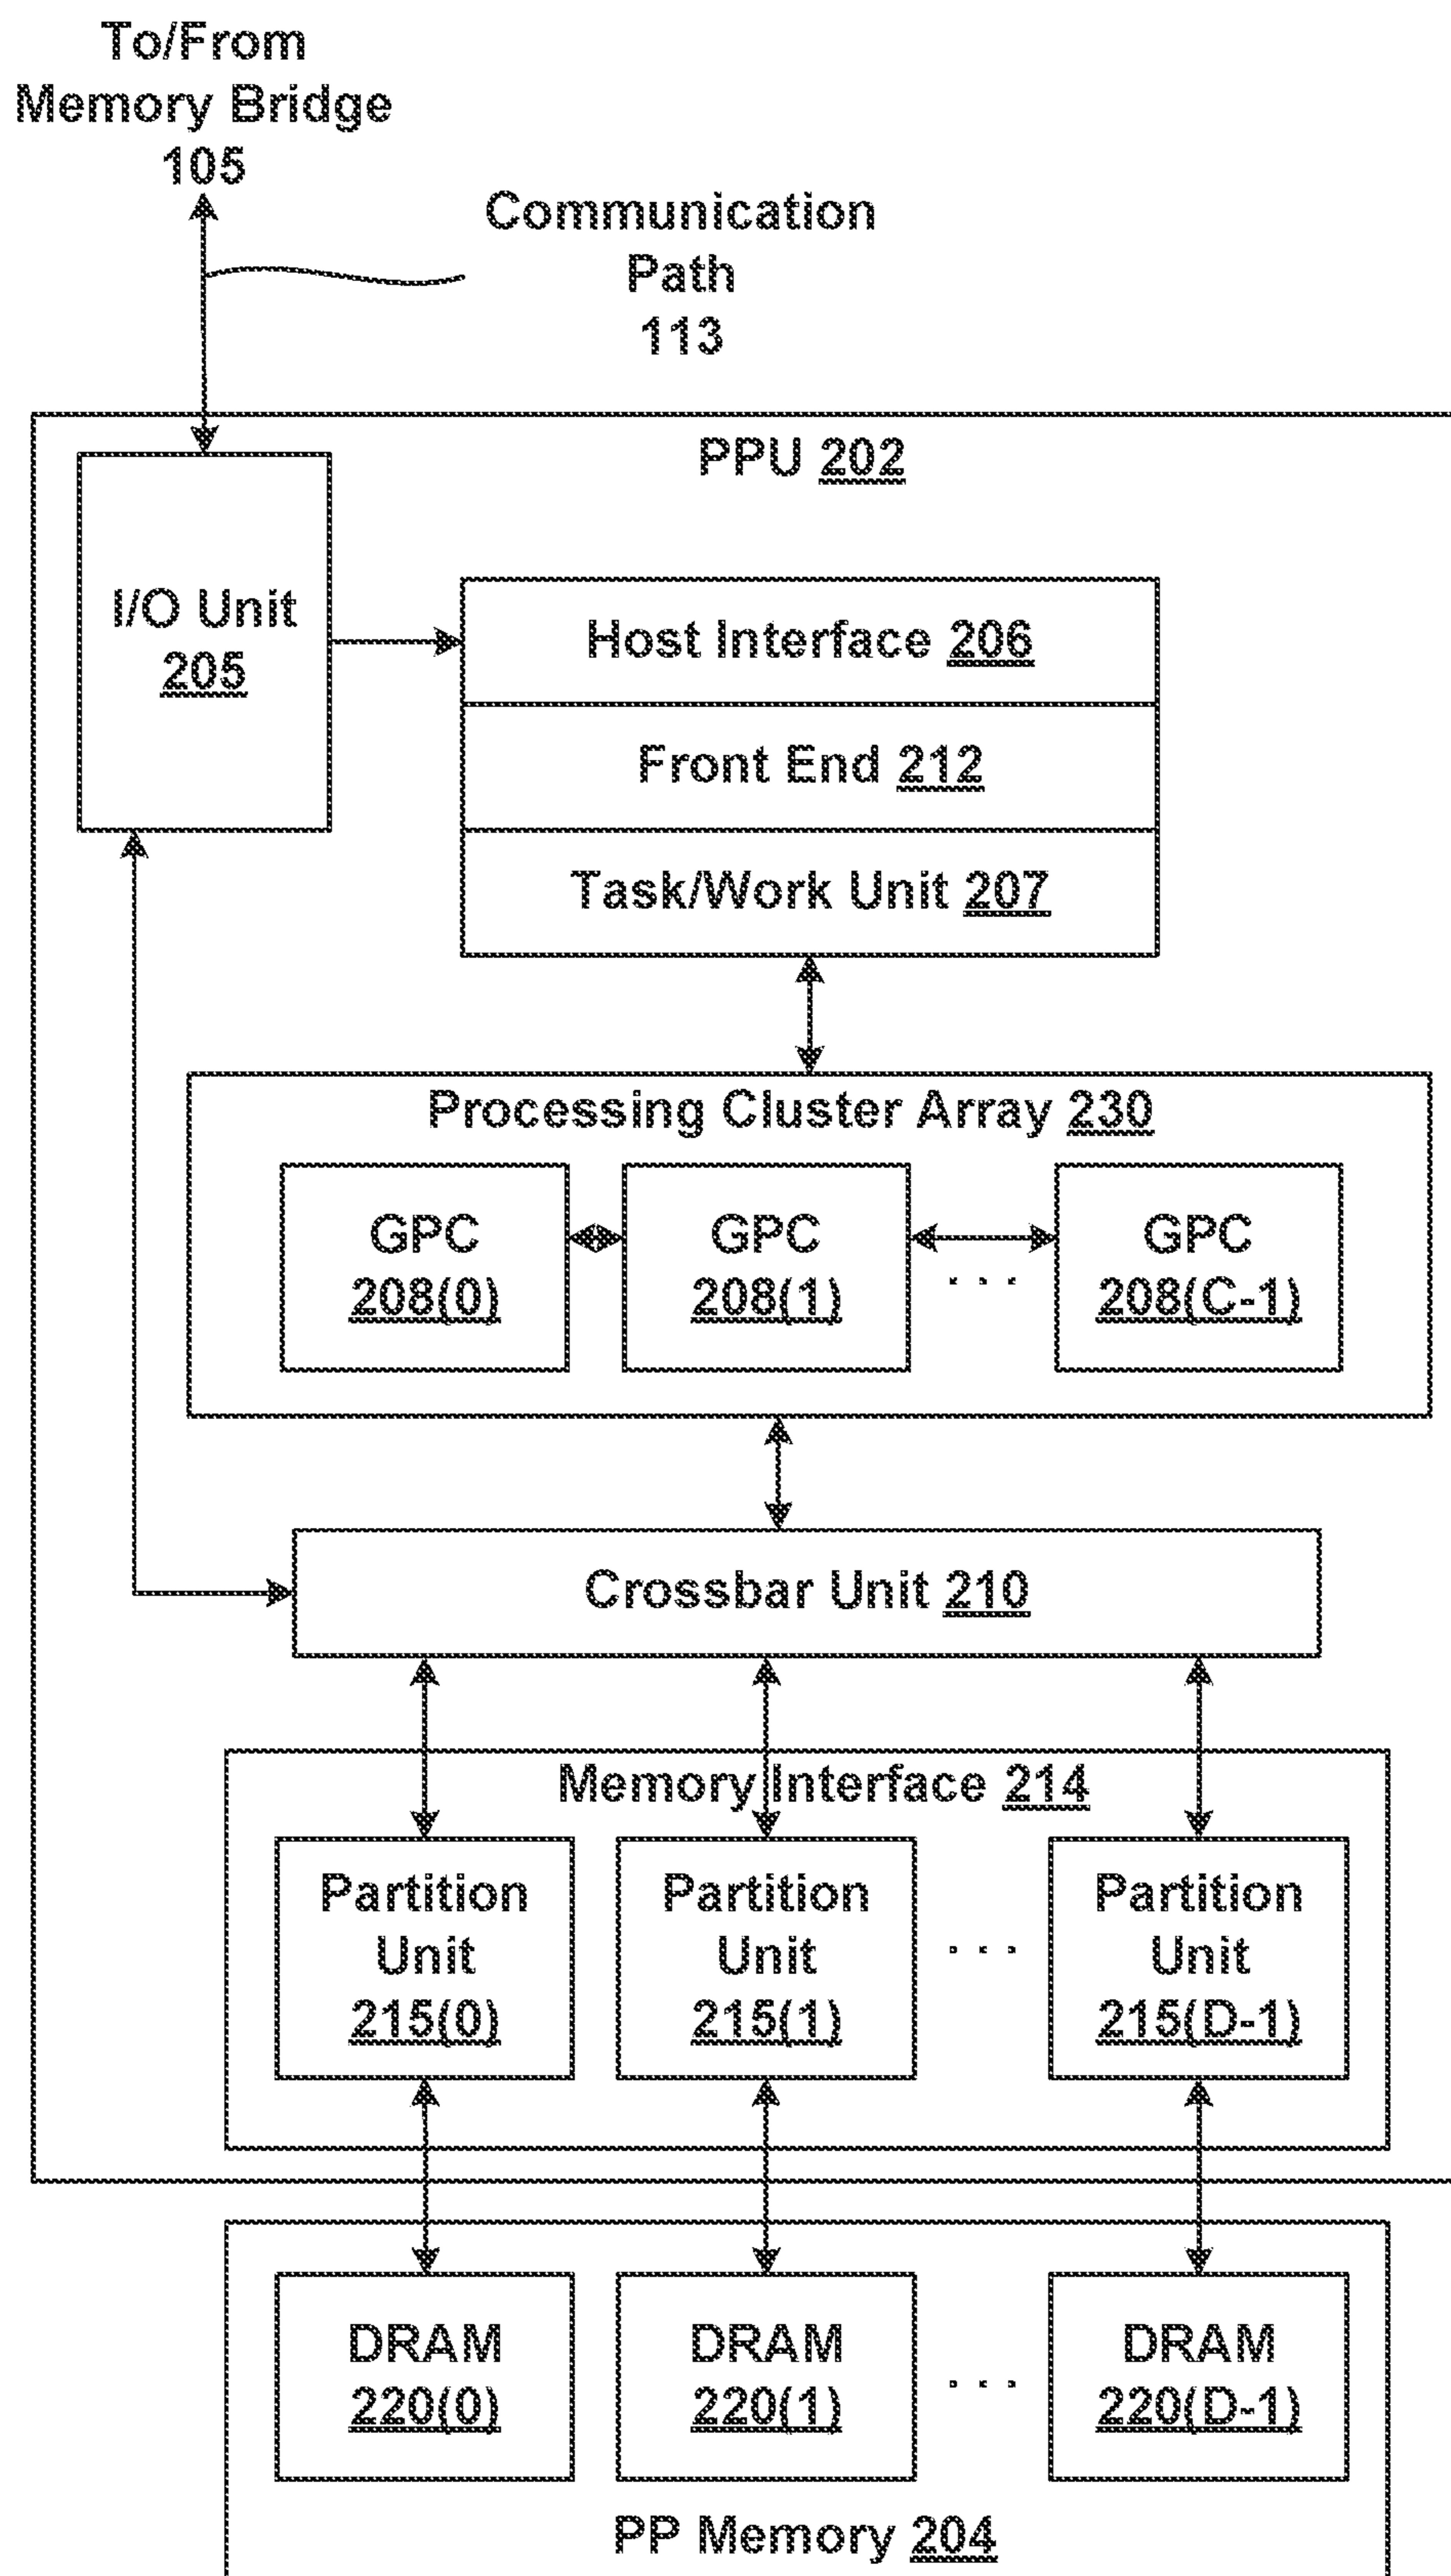 To/From
Memory Bridge
105
Communication
Path
113
PPU 202
I/O Unit
205
Host Interface 206
Front End 212
Task/Work Unit 207
Processing Cluster Array 230
GPC
208(0)
GPC
208(1)
. . .
GPC
208(C-1)
Crossbar Unit 210
Memory Interface 214
Partition
Unit
215(0)
Partition
Unit
215(1)
. . .
Partition
Unit
215(D-1)
DRAM
220(0)
DRAM
220(1)
. . .
DRAM
220(D-1)
PP Memory 204